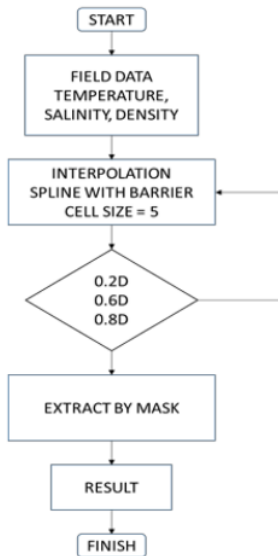 START
FIELD DATA
TEMPERATURE,
SALINITY, DENSITY
INTERPOLATION
SPLINE WITH BARRIER
CELL SIZE = 5
0.2D
0.6D
0.8D
EXTRACT BY MASK
RESULT
FINISH